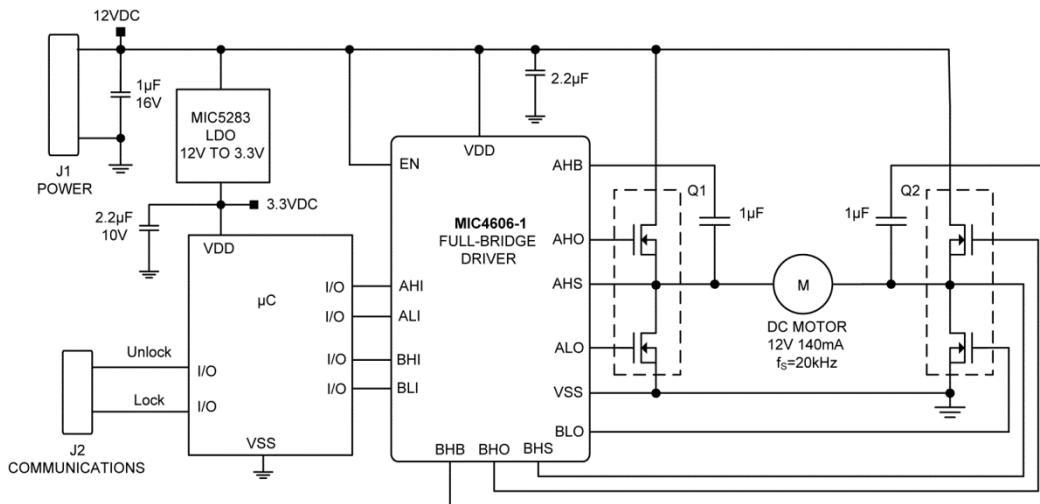 12VDC
1µF
16V
J1
POWER
MIC5283
LDO
12V TO 3.3V
2.2µF
10V
3.3VDC
2.2µF
VDD
µC
I/O
I/O
I/O
I/O
Unlock
I/O
Lock
I/O
VSS
J2
COMMUNICATIONS
VDD
EN
MIC4606-1
FULL-BRIDGE
DRIVER
AHI
ALI
BHI
BLI
AHB
AHO
AHS
ALO
VSS
BLO
BHB
BHO
BHS
Q1
1µF
1µF
Q2
M
DC MOTOR
12V 140mA
fS=20kHz